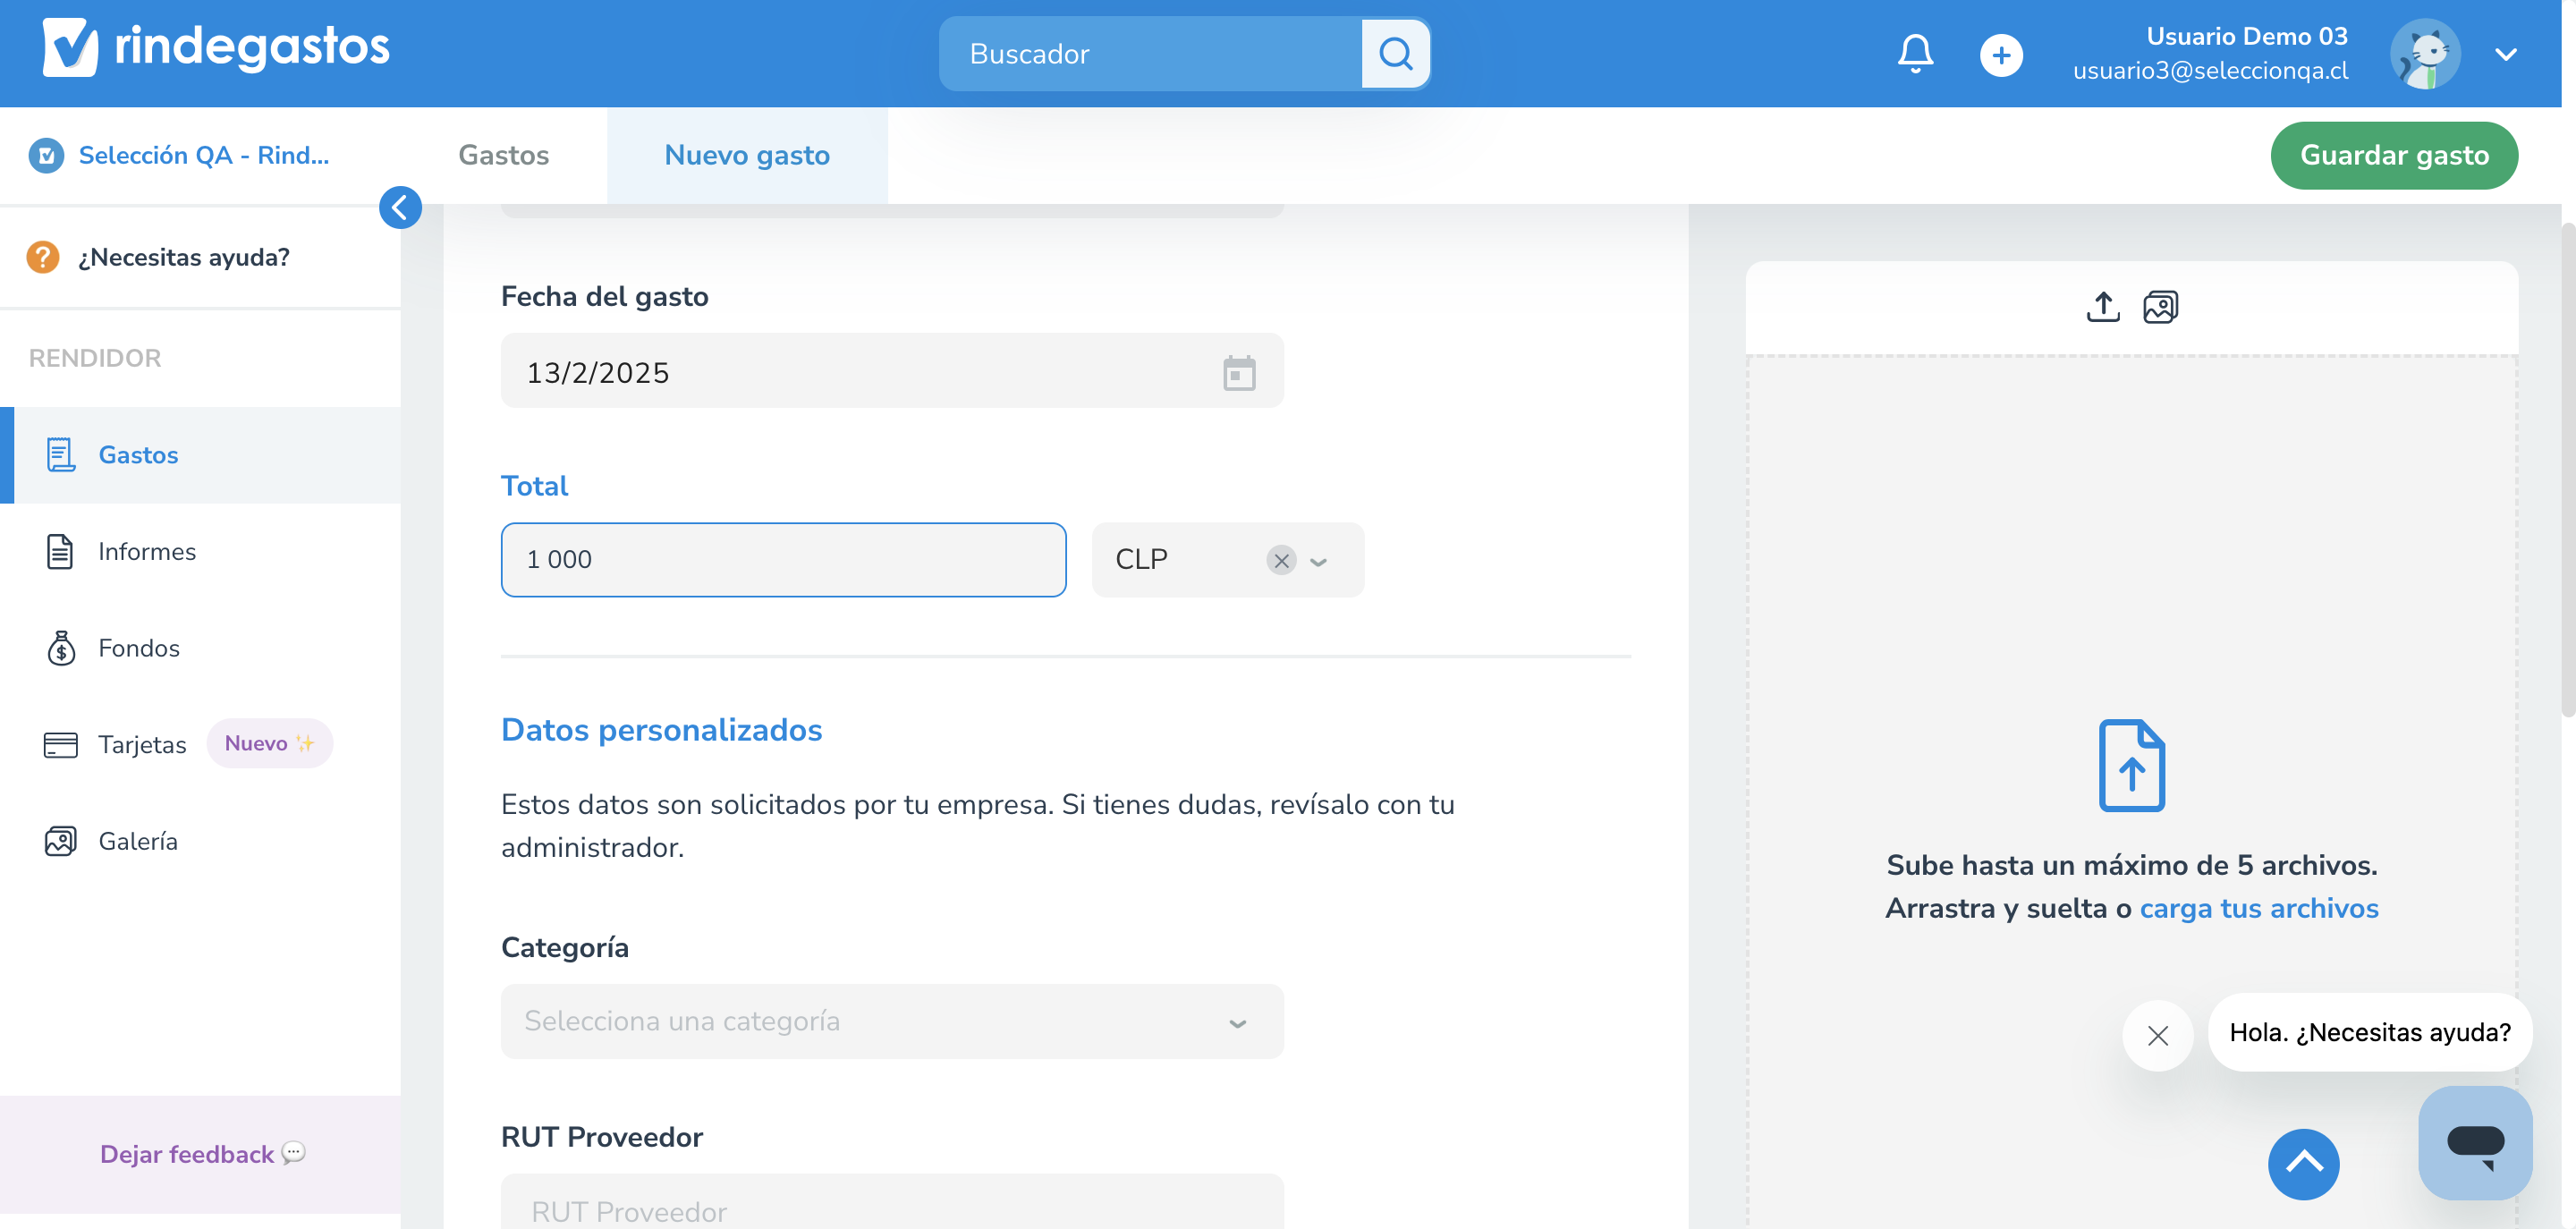 rindegastos
Buscador
Usuario Demo 03
usuario3@seleccionqa.cl
Selección QA - Rind...
Gastos
Nuevo gasto
Guardar gasto
¿Necesitas ayuda?
RENDIDOR
Gastos
Informes
Fondos
Tarjetas
Nuevo ✨
Galería
Dejar feedback 💬
Fecha del gasto
13/2/2025
Total
1 000
CLP
Datos personalizados
Estos datos son solicitados por tu empresa. Si tienes dudas, revísalo con tu
administrador.
Categoría
Selecciona una categoría
RUT Proveedor
RUT Proveedor
Sube hasta un máximo de 5 archivos.
Arrastra y suelta o carga tus archivos
Hola. ¿Necesitas ayuda?